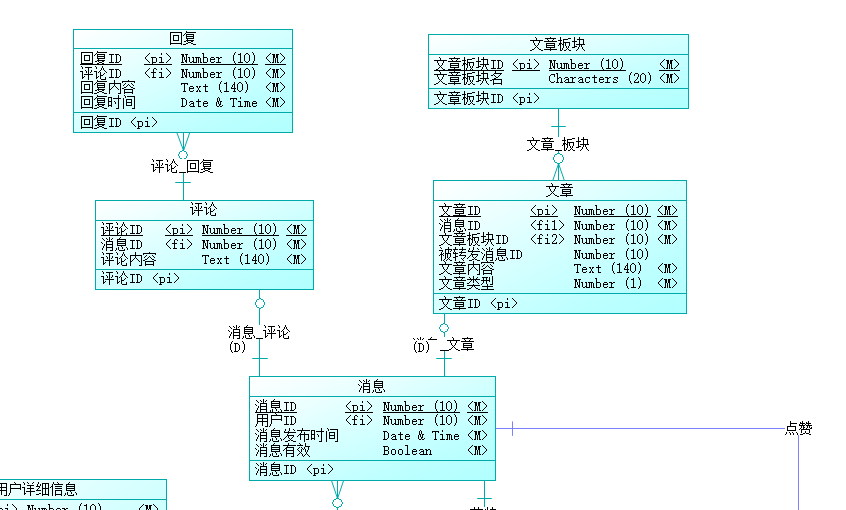 回复
回复ID <pi> Number (10) <M>
评论ID <fi> Number (10) <M>
回复内容 Text (140) <M>
回复时间 Date & Time <M>
回复ID <pi>
文章板块
文章板块ID <pi> Number (10) <M>
文章板块名 Characters (20) <M>
文章板块ID <pi>
评论_回复
文章_板块
评论
评论ID <pi> Number (10) <M>
消息ID <fi> Number (10) <M>
评论内容 Text (140) <M>
评论ID <pi>
文章
文章ID <pi> Number (10) <M>
消息ID <fi1> Number (10) <M>
文章板块ID <fi2> Number (10) <M>
被转发消息ID Number (10)
文章内容 Text (140) <M>
文章类型 Number (1) <M>
文章ID <pi>
消息_评论
(D)
消息_文章
(D)
消息
消息ID <pi> Number (10) <M>
用户ID <fi> Number (10) <M>
消息发布时间 Date & Time <M>
消息有效 Boolean <M>
消息ID <pi>
点赞
用户详细信息
Number (10) <M>